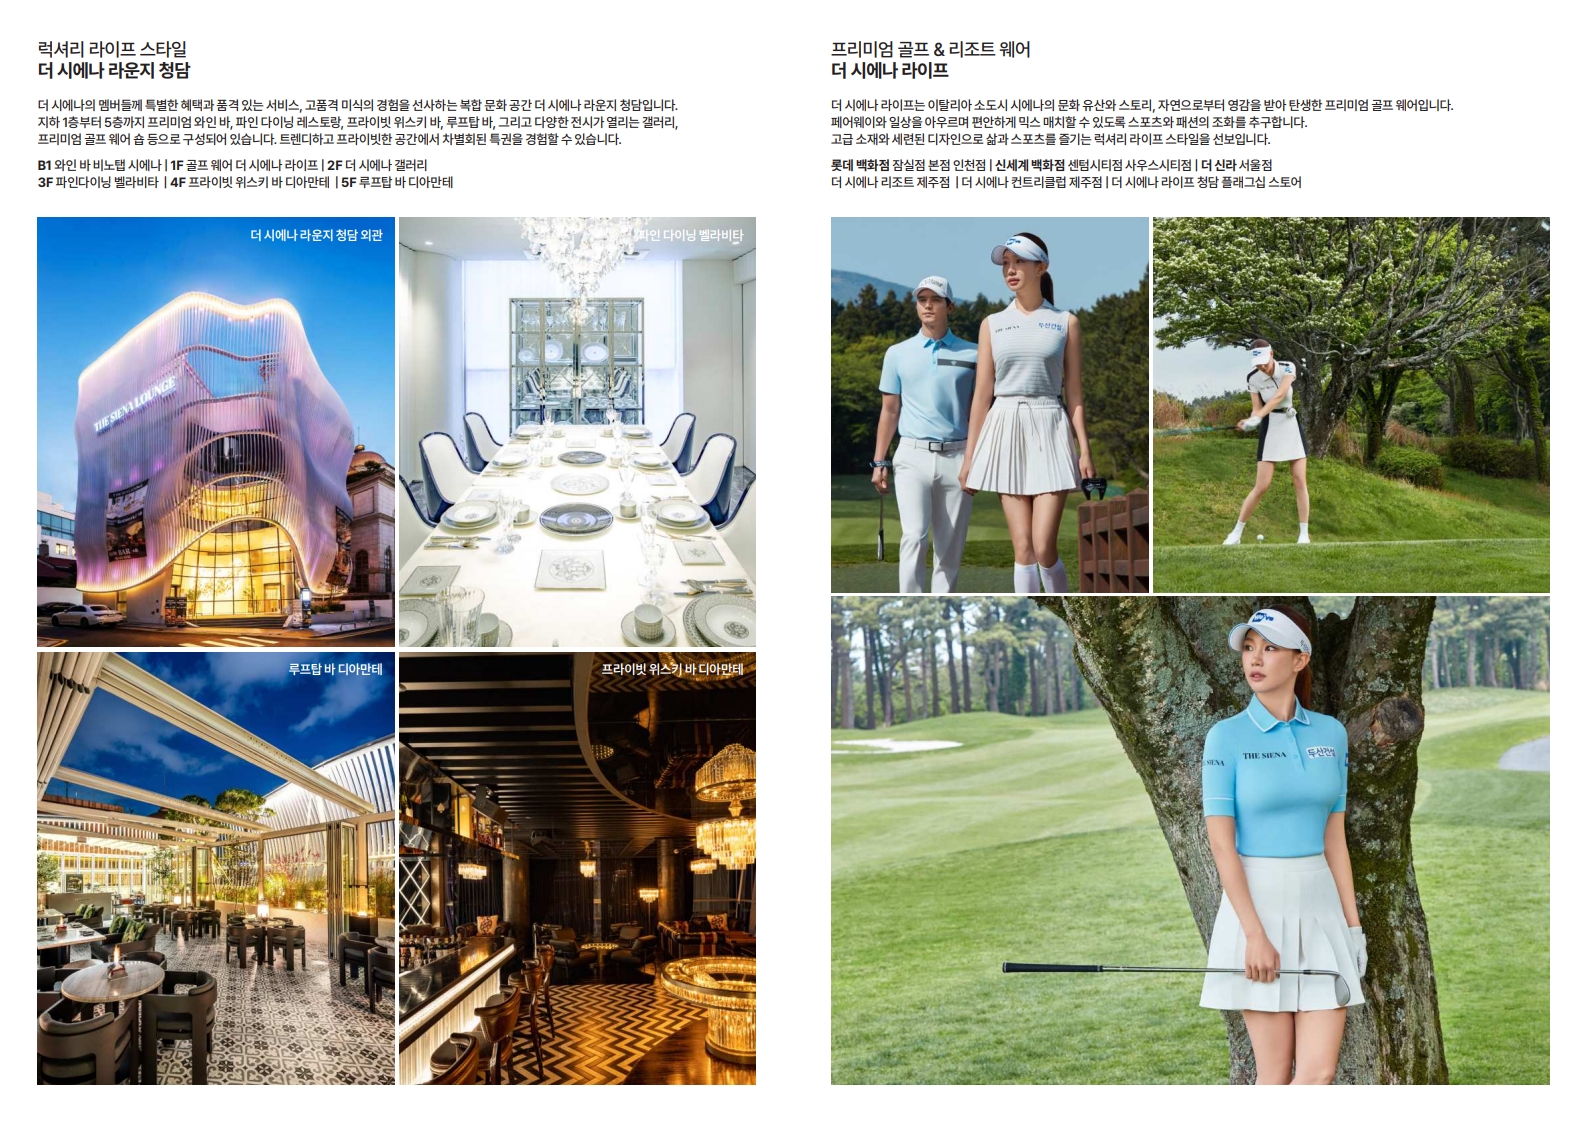 럭셔리 라이프 스타일
더 시에나 라운지 청담
더 시에나의 멤버들께 특별한 혜택과 품격 있는 서비스, 고품격 미식의 경험을 선사하는 복합 문화 공간 더 시에나 라운지 청담입니다.
지하 1층부터 5층까지 프리미엄 와인 바, 파인 다이닝 레스토랑, 프라이빗 위스키 바, 루프탑 바, 그리고 다양한 전시가 열리는 갤러리,
프리미엄 골프 웨어 숍 등으로 구성되어 있습니다. 트렌디하고 프라이빗한 공간에서 차별회된 특권을 경험할 수 있습니다.
B1 와인 바 비노탭 시에나 | 1F 골프 웨어 더 시에나 라이프 | 2F 더 시에나 갤러리
3F 파인다이닝 벨라비타 | 4F 프라이빗 위스키 바 디아만테 | 5F 루프탑 바 디아만테
더 시에나 라운지 청담 외관
THE SIENA LOUNGE
파인 다이닝 벨라비타
루프탑 바 디아만테
프라이빗 위스키 바 디아만테
프리미엄 골프 & 리조트 웨어
더 시에나 라이프
더 시에나 라이프는 이탈리아 소도시 시에나의 문화 유산과 스토리, 자연으로부터 영감을 받아 탄생한 프리미엄 골프 웨어입니다.
페어웨이와 일상을 아우르며 편안하게 믹스 매치할 수 있도록 스포츠와 패션의 조화를 추구합니다.
고급 소재와 세련된 디자인으로 삶과 스포츠를 즐기는 럭셔리 라이프 스타일을 선보입니다.
롯데 백화점 잠실점 본점 인천점 | 신세계 백화점 센텀시티점 사우스시티점 | 더 신라 서울점
더 시에나 리조트 제주점 | 더 시에나 컨트리클럽 제주점 | 더 시에나 라이프 청담 플래그십 스토어
THE SIENA 두산건설
SIENA THE SIENA 두산건설